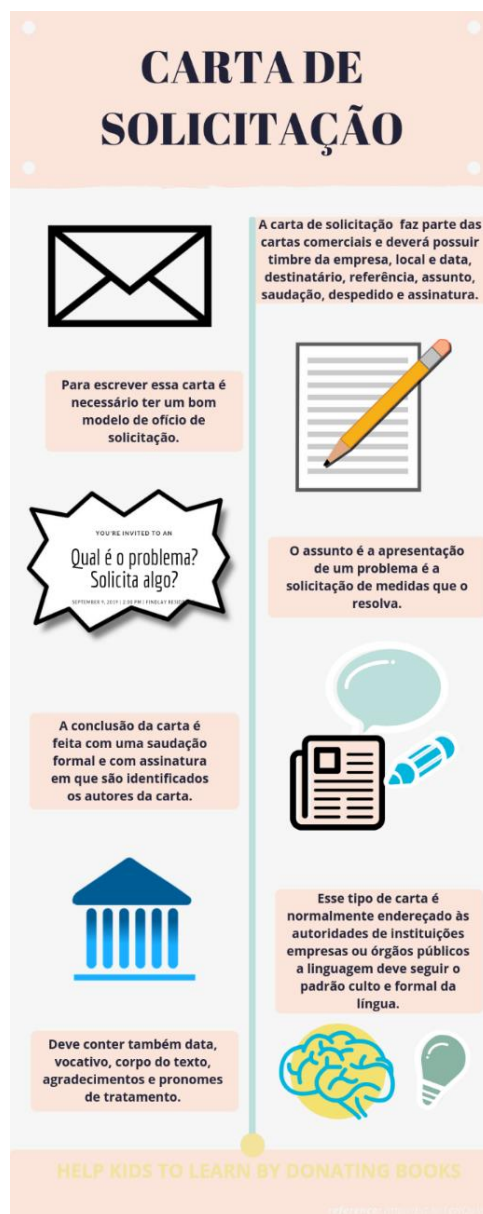 CARTA DE
SOLICITAÇÃO
A carta de solicitação faz parte das
cartas comerciais e deverá possuir
timbre da empresa, local e data,
destinatário, referência, assunto,
saudação, despedido e assinatura.
Para escrever essa carta é
necessário ter um bom
modelo de ofício de
solicitação.
YOU'RE INVITED TO AN
Qual é o problema?
Solicita algo?
SEPTEMBER 9, 2019 | 2:00 PM | FINDLAY
O assunto é a apresentação
de um problema é a
solicitação de medidas que o
resolva.
A conclusão da carta é
feita com uma saudação
formal e com assinatura
em que são identificados
os autores da carta.
Esse tipo de carta é
normalmente endereçado às
autoridades de instituições
empresas ou órgãos públicos
a linguagem deve seguir o
padrão culto e formal da
língua.
Deve conter também data,
vocativo, corpo do texto,
agradecimentos e pronomes
de tratamento.
HELP KIDS TO LEARN BY DONATING BOOKS